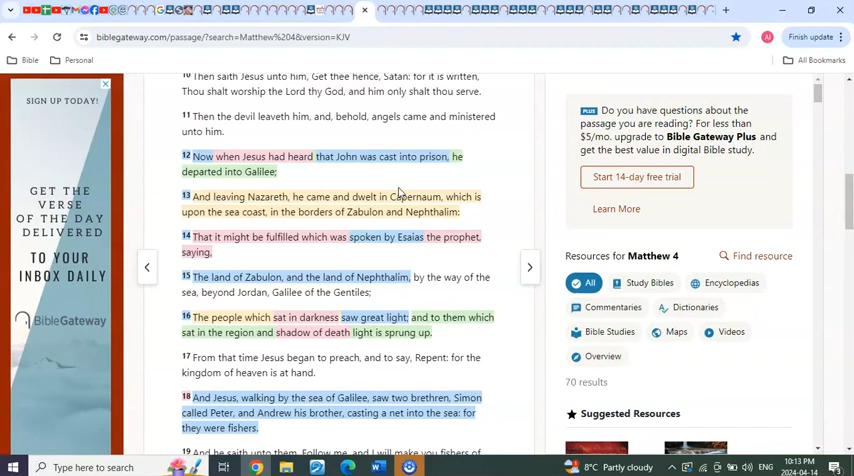 biblegateway.com/passage/?search=Matthew%204&version=KJV
Finish update
Bible
Personal
All Bookmarks
SIGN UP TODAY!
GET THE
VERSE
OF THE DAY
DELIVERED
TO YOUR
INBOX DAILY
BibleGateway
10 Then saith Jesus unto him, Get thee hence, Satan: for it is written,
Thou shalt worship the Lord thy God, and him only shalt thou serve.
11 Then the devil leaveth him, and, behold, angels came and ministered
unto him.
12 Now when Jesus had heard that John was cast into prison, he
departed into Galilee;
13 And leaving Nazareth, he came and dwelt in Capernaum, which is
upon the sea coast, in the borders of Zabulon and Nephthalim:
14 That it might be fulfilled which was spoken by Esaias the prophet,
saying,
15 The land of Zabulon, and the land of Nephthalim, by the way of the
sea, beyond Jordan, Galilee of the Gentiles;
16 The people which sat in darkness saw great light; and to them which
sat in the region and shadow of death light is sprung up.
17 From that time Jesus began to preach, and to say, Repent: for the
kingdom of heaven is at hand.
18 And Jesus, walking by the sea of Galilee, saw two brethren, Simon
called Peter, and Andrew his brother, casting a net into the sea: for
they were fishers.
19 And he saith unto them, Follow me, and I will make you fishers of
PLUS Do you have questions about the
passage you are reading? For less than
$5/mo. upgrade to Bible Gateway Plus and
get the best value in digital Bible study.
Start 14-day free trial
Learn More
Resources for Matthew 4
Find resource
All
Study Bibles
Encyclopedias
Commentaries
Dictionaries
Bible Studies
Maps
Videos
Overview
70 results
Suggested Resources
Type here to search
8°C Partly cloudy
10:13 PM
2024-04-14